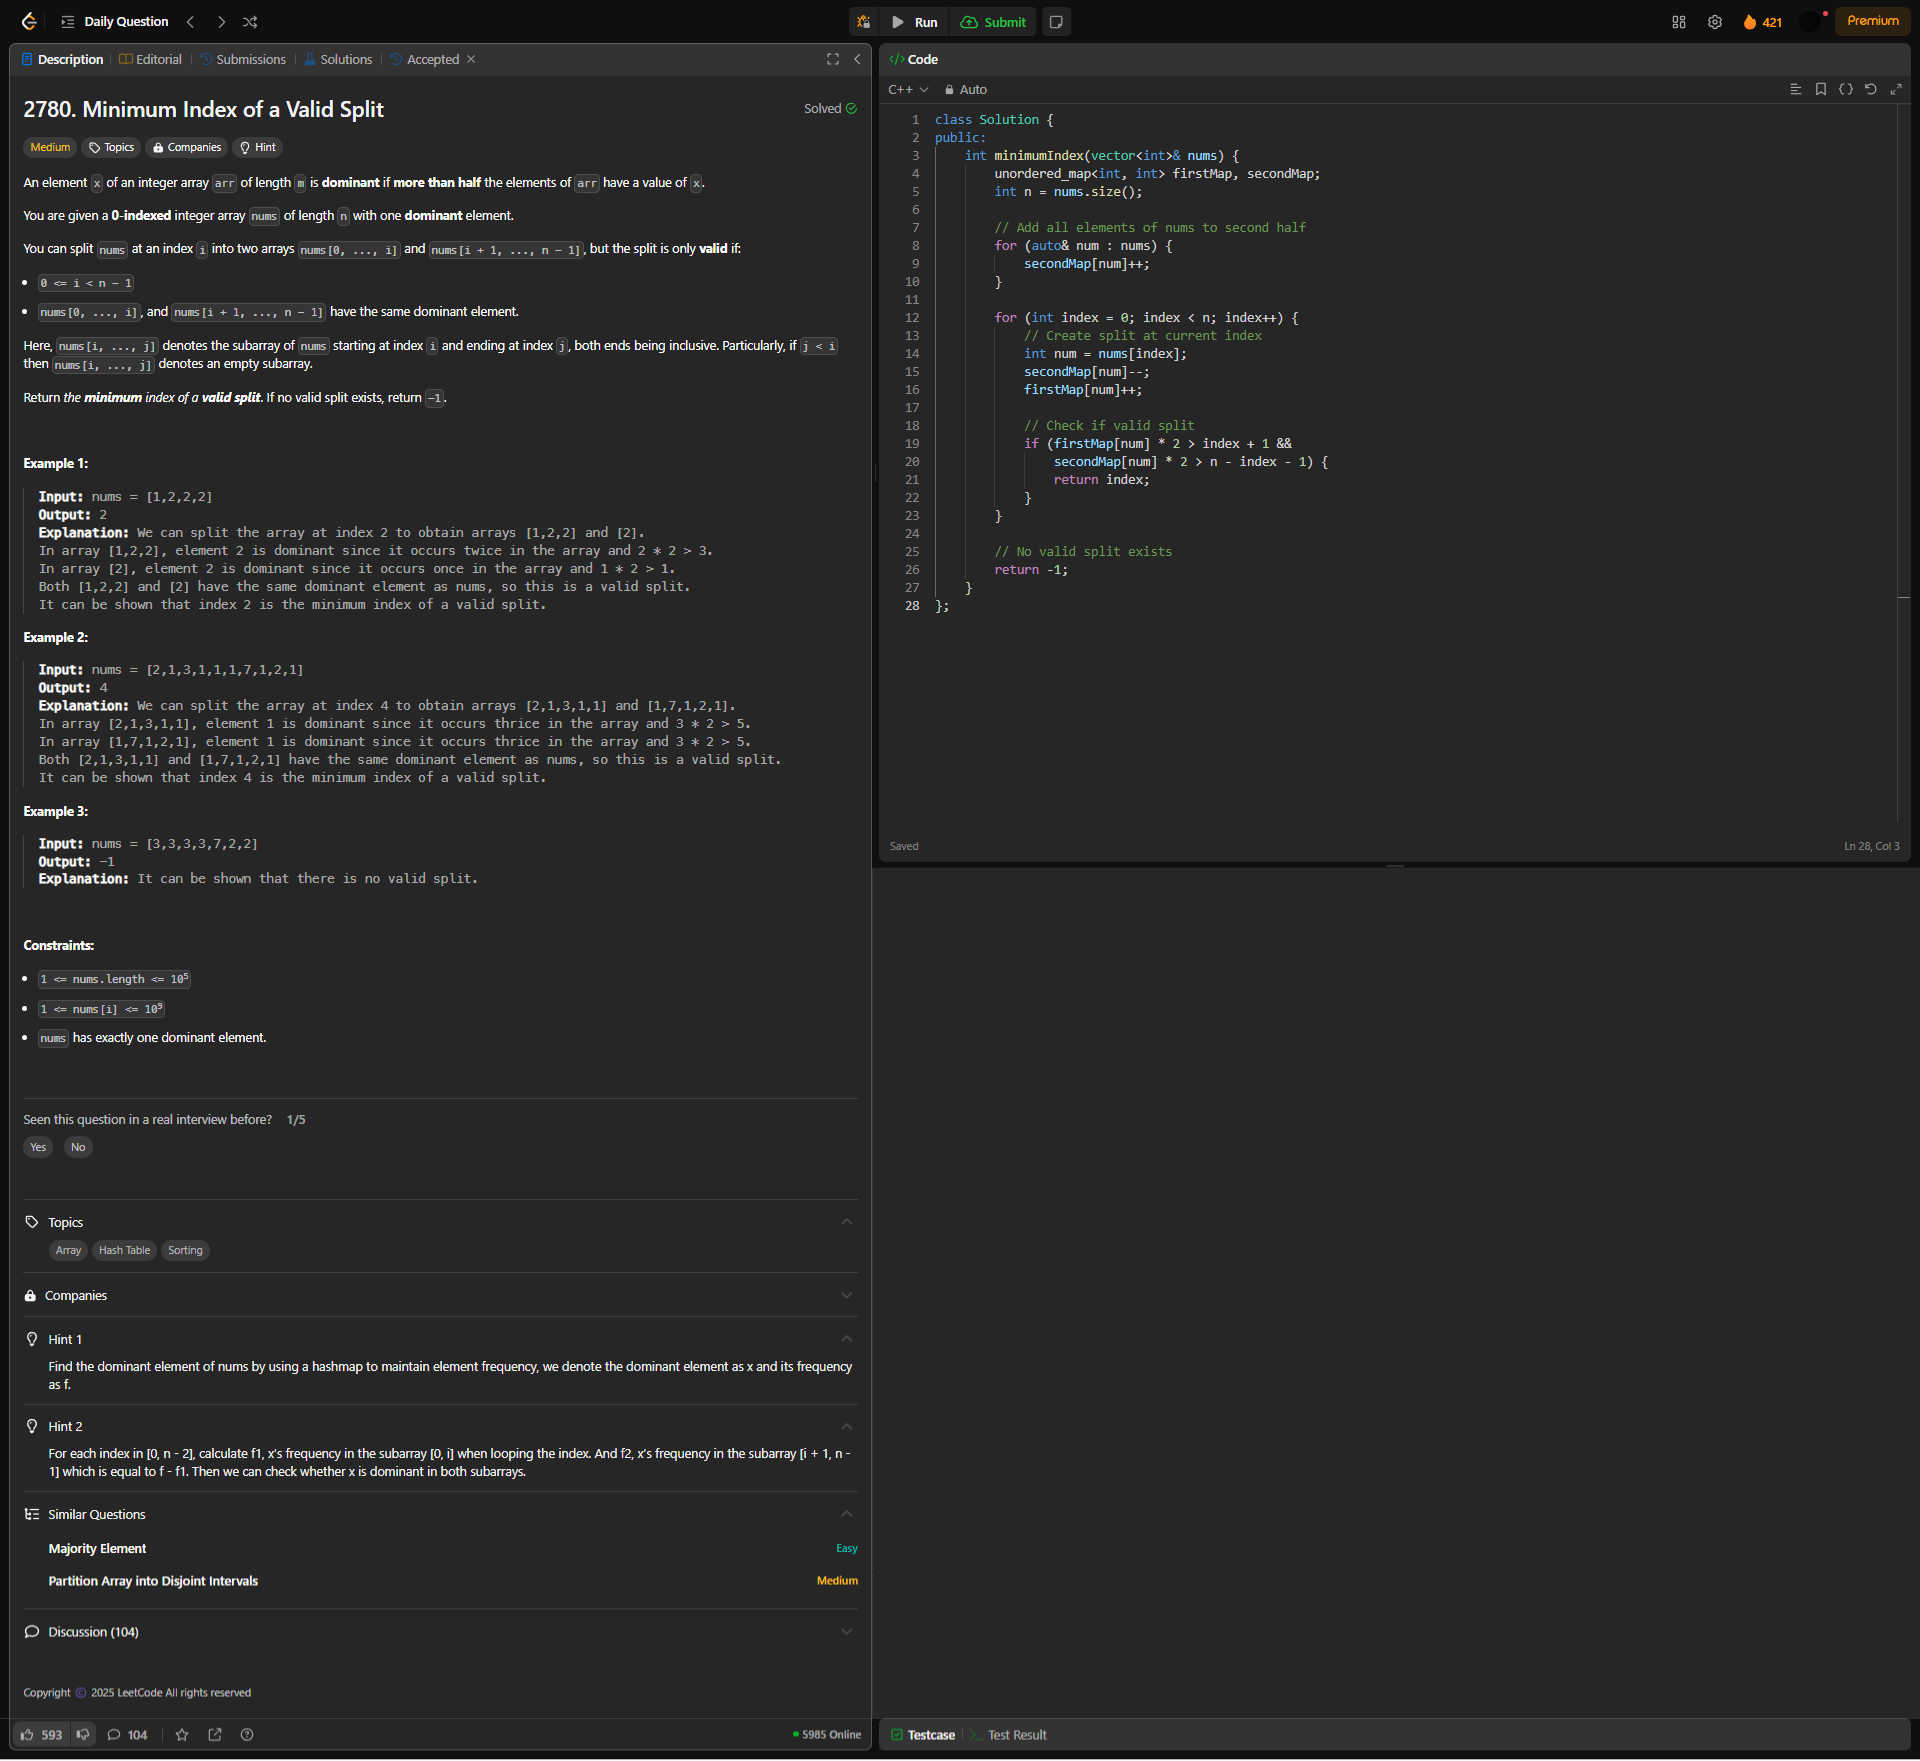 Daily Question
Run
Submit
421
Premium
Description
Editorial
Submissions
Solutions
Accepted
2780. Minimum Index of a Valid Split
Solved
Medium
Topics
Companies
Hint
An element x of an integer array arr of length m is dominant if more than half the elements of arr have a value of x.
You are given a 0-indexed integer array nums of length n with one dominant element.
You can split nums at an index i into two arrays nums[0, ..., i] and nums[i + 1, ..., n - 1], but the split is only valid if:
• 0 <= i < n - 1
• nums[0, ..., i], and nums[i + 1, ..., n - 1] have the same dominant element.
Here, nums[i, ..., j] denotes the subarray of nums starting at index i and ending at index j, both ends being inclusive. Particularly, if j < i
then nums[i, ..., j] denotes an empty subarray.
Return the minimum index of a valid split. If no valid split exists, return -1.
Example 1:
Input: nums = [1,2,2,2]
Output: 2
Explanation: We can split the array at index 2 to obtain arrays [1,2,2] and [2].
In array [1,2,2], element 2 is dominant since it occurs twice in the array and 2 * 2 > 3.
In array [2], element 2 is dominant since it occurs once in the array and 1 * 2 > 1.
Both [1,2,2] and [2] have the same dominant element as nums, so this is a valid split.
It can be shown that index 2 is the minimum index of a valid split.
Example 2:
Input: nums = [2,1,3,1,1,1,7,1,2,1]
Output: 4
Explanation: We can split the array at index 4 to obtain arrays [2,1,3,1,1] and [1,7,1,2,1].
In array [2,1,3,1,1], element 1 is dominant since it occurs thrice in the array and 3 * 2 > 5.
In array [1,7,1,2,1], element 1 is dominant since it occurs thrice in the array and 3 * 2 > 5.
Both [2,1,3,1,1] and [1,7,1,2,1] have the same dominant element as nums, so this is a valid split.
It can be shown that index 4 is the minimum index of a valid split.
Example 3:
Input: nums = [3,3,3,3,7,2,2]
Output: -1
Explanation: It can be shown that there is no valid split.
Constraints:
• 1 <= nums.length <= 10⁵
• 1 <= nums[i] <= 10⁹
• nums has exactly one dominant element.
Seen this question in a real interview before? 1/5
Yes
No
Topics
Array
Hash Table
Sorting
Companies
Hint 1
Find the dominant element of nums by using a hashmap to maintain element frequency, we denote the dominant element as x and its frequency
as f.
Hint 2
For each index in [0, n - 2], calculate f1, x's frequency in the subarray [0, i] when looping the index. And f2, x's frequency in the subarray [i + 1, n -
1] which is equal to f - f1. Then we can check whether x is dominant in both subarrays.
Similar Questions
Majority Element
Easy
Partition Array into Disjoint Intervals
Medium
Discussion (104)
Copyright © 2025 LeetCode All rights reserved
593
104
5985 Online
</> Code
C++
Auto
1 class Solution {
2 public:
3     int minimumIndex(vector<int>& nums) {
4         unordered_map<int, int> firstMap, secondMap;
5         int n = nums.size();
6
7         // Add all elements of nums to second half
8         for (auto& num : nums) {
9             secondMap[num]++;
10         }
11
12         for (int index = 0; index < n; index++) {
13             // Create split at current index
14             int num = nums[index];
15             secondMap[num]--;
16             firstMap[num]++;
17
18             // Check if valid split
19             if (firstMap[num] * 2 > index + 1 &&
20                 secondMap[num] * 2 > n - index - 1) {
21                 return index;
22             }
23         }
24
25         // No valid split exists
26         return -1;
27     }
28 };
Saved
Ln 28, Col 3
Testcase
Test Result